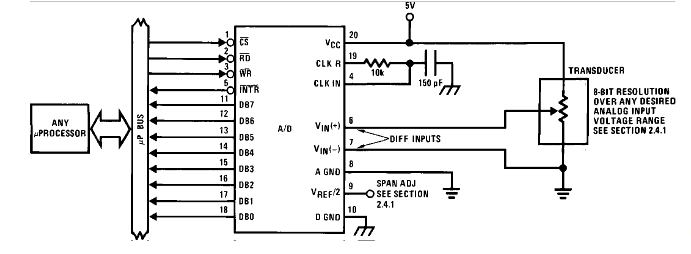 5V
1
CS
2
RD
3
WR
5
INTR
11
DB7
12
DB6
13
DB5
14
DB4
15
DB3
16
DB2
17
DB1
18
DB0
ANY
μPROCESSOR
μP BUS
A/D
VCC
20
CLK R
19
10k
CLK IN
4
150 pF
VIN(+)
6
DIFF INPUTS
VIN(−)
7
A GND
8
VREF/2
9
SPAN ADJ
SEE SECTION
2.4.1
D GND
10
TRANSDUCER
8-BIT RESOLUTION
OVER ANY DESIRED
ANALOG INPUT
VOLTAGE RANGE
SEE SECTION 2.4.1